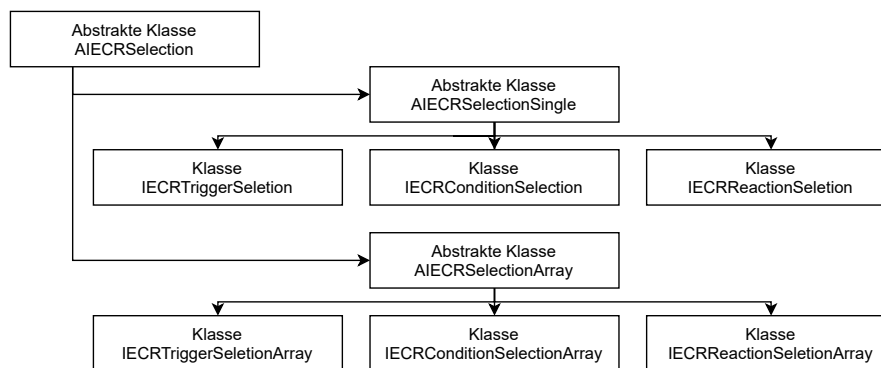 Abstrakte Klasse
AIECRSelection
Abstrakte Klasse
AIECRSelectionSingle
Klasse
IECRTriggerSeletion
Klasse
IECRConditionSelection
Klasse
IECRReactionSeletion
Abstrakte Klasse
AIECRSelectionArray
Klasse
IECRTriggerSeletionArray
Klasse
IECRConditionSelectionArray
Klasse
IECRReactionSeletionArray